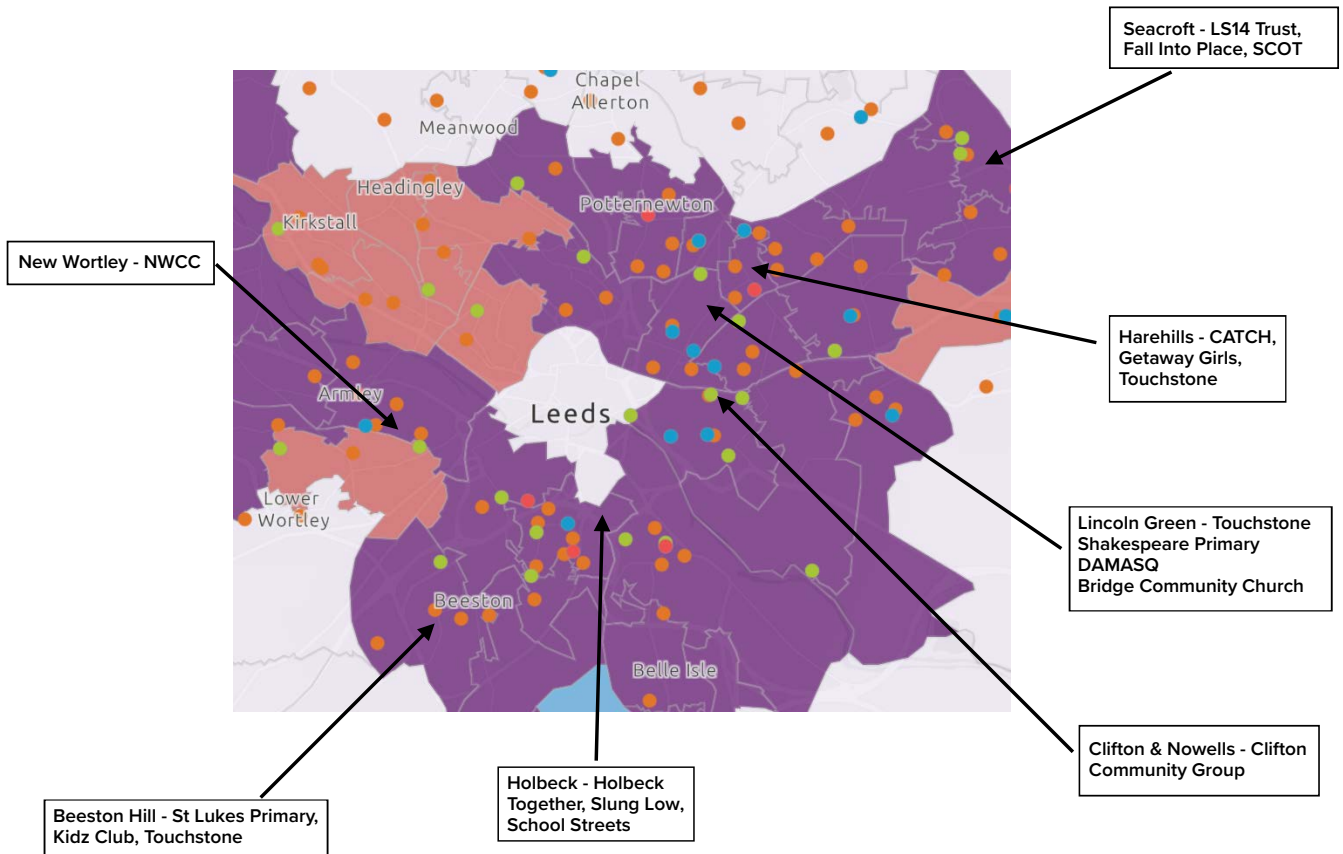 Seacroft - LS14 Trust,
Fall Into Place, SCOT
Chapel
Allerton
Meanwood
Headingley
Potternewton
Kirkstall
New Wortley - NWCC
Harehills - CATCH,
Getaway Girls,
Touchstone
Armley
Leeds
Lower
Wortley
Lincoln Green - Touchstone
Shakespeare Primary
DAMASQ
Bridge Community Church
Beeston
Belle Isle
Clifton & Nowells - Clifton
Community Group
Holbeck - Holbeck
Together, Slung Low,
School Streets
Beeston Hill - St Lukes Primary,
Kidz Club, Touchstone